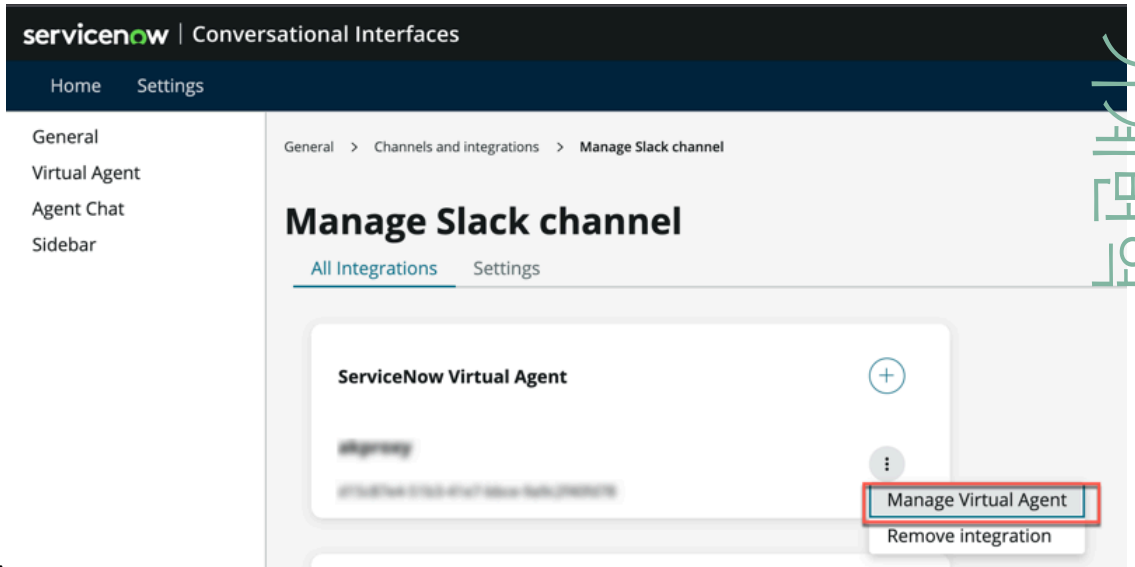 servicenow | Conversational Interfaces
Home Settings
General
Virtual Agent
Agent Chat
Sidebar
General > Channels and integrations > Manage Slack channel
Manage Slack channel
All Integrations Settings
ServiceNow Virtual Agent
Manage Virtual Agent
Remove integration